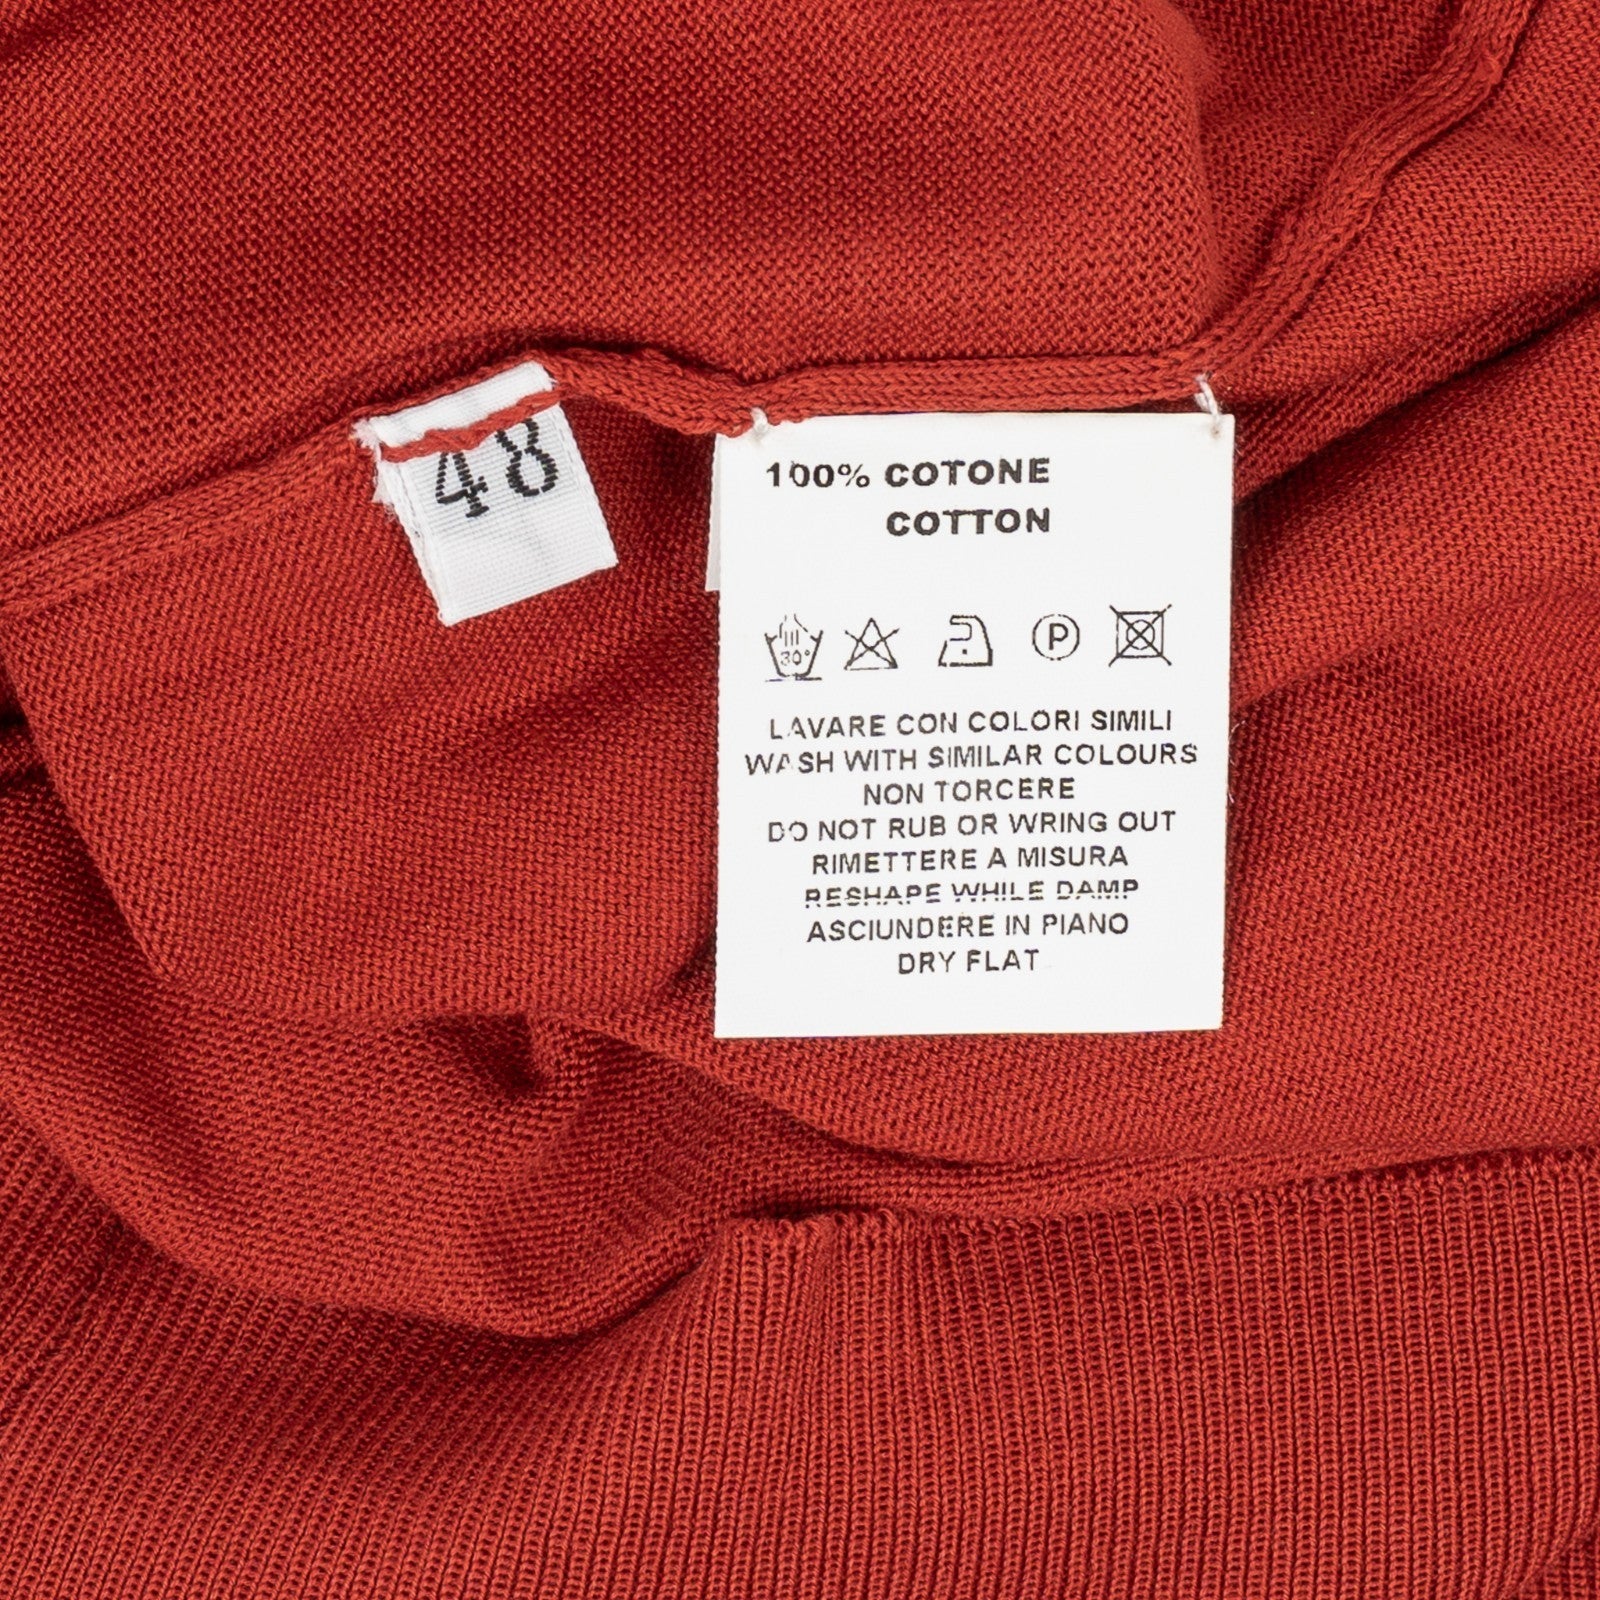 48
100% COTONE
COTTON
30°
P
LAVARE CON COLORI SIMILI
WASH WITH SIMILAR COLOURS
NON TORCERE
DO NOT RUB OR WRING OUT
RIMETTERE A MISURA
RESHAPE WHILE DAMP
ASCIUNDERE IN PIANO
DRY FLAT